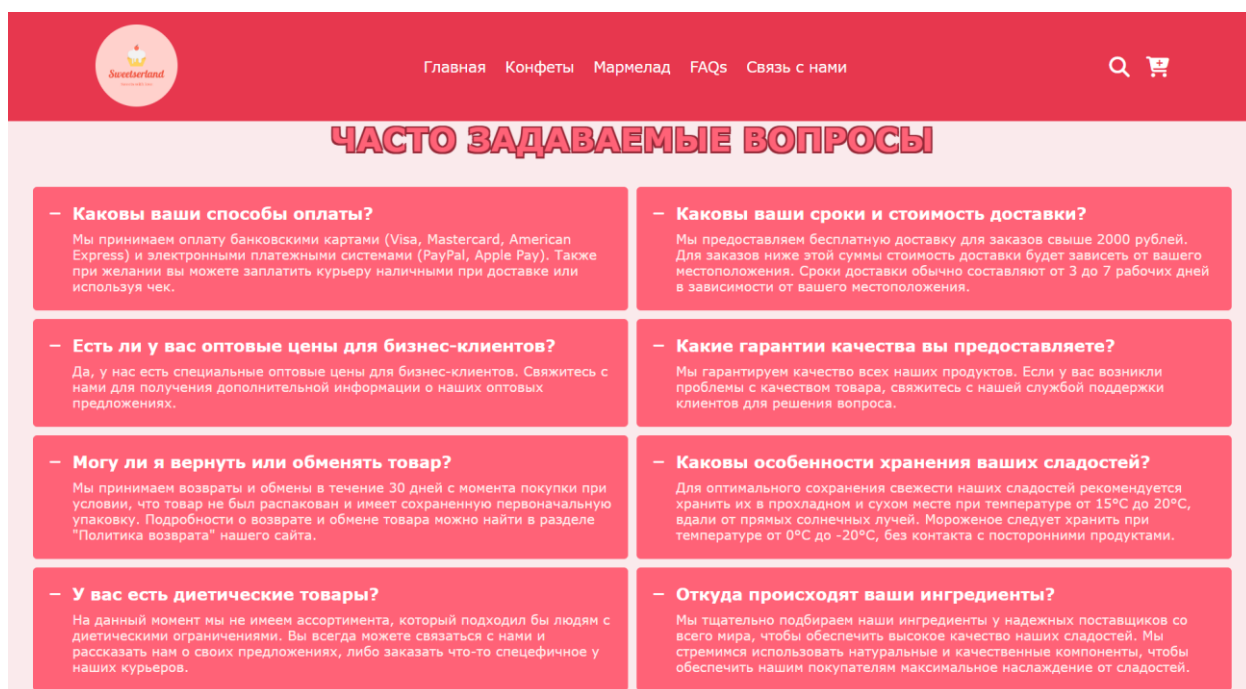 Sweetserland
Главная Конфеты Мармелад FAQs Связь с нами
ЧАСТО ЗАДАВАЕМЫЕ ВОПРОСЫ
− Каковы ваши способы оплаты?
Мы принимаем оплату банковскими картами (Visa, Mastercard, American
Express) и электронными платежными системами (PayPal, Apple Pay). Также
при желании вы можете заплатить курьеру наличными при доставке или
используя чек.
− Каковы ваши сроки и стоимость доставки?
Мы предоставляем бесплатную доставку для заказов свыше 2000 рублей.
Для заказов ниже этой суммы стоимость доставки будет зависеть от вашего
местоположения. Сроки доставки обычно составляют от 3 до 7 рабочих дней
в зависимости от вашего местоположения.
− Есть ли у вас оптовые цены для бизнес-клиентов?
Да, у нас есть специальные оптовые цены для бизнес-клиентов. Свяжитесь с
нами для получения дополнительной информации о наших оптовых
предложениях.
− Какие гарантии качества вы предоставляете?
Мы гарантируем качество всех наших продуктов. Если у вас возникли
проблемы с качеством товара, свяжитесь с нашей службой поддержки
клиентов для решения вопроса.
− Могу ли я вернуть или обменять товар?
Мы принимаем возвраты и обмены в течение 30 дней с момента покупки при
условии, что товар не был распакован и имеет сохраненную первоначальную
упаковку. Подробности о возврате и обмене товара можно найти в разделе
"Политика возврата" нашего сайта.
− Каковы особенности хранения ваших сладостей?
Для оптимального сохранения свежести наших сладостей рекомендуется
хранить их в прохладном и сухом месте при температуре от 15°C до 20°C,
вдали от прямых солнечных лучей. Мороженое следует хранить при
температуре от 0°C до -20°C, без контакта с посторонними продуктами.
− У вас есть диетические товары?
На данный момент мы не имеем ассортимента, который подходил бы людям с
диетическими ограничениями. Вы всегда можете связаться с нами и
рассказать нам о своих предложениях, либо заказать что-то спецефичное у
наших курьеров.
− Откуда происходят ваши ингредиенты?
Мы тщательно подбираем наши ингредиенты у надежных поставщиков со
всего мира, чтобы обеспечить высокое качество наших сладостей. Мы
стремимся использовать натуральные и качественные компоненты, чтобы
обеспечить нашим покупателям максимальное наслаждение от сладостей.